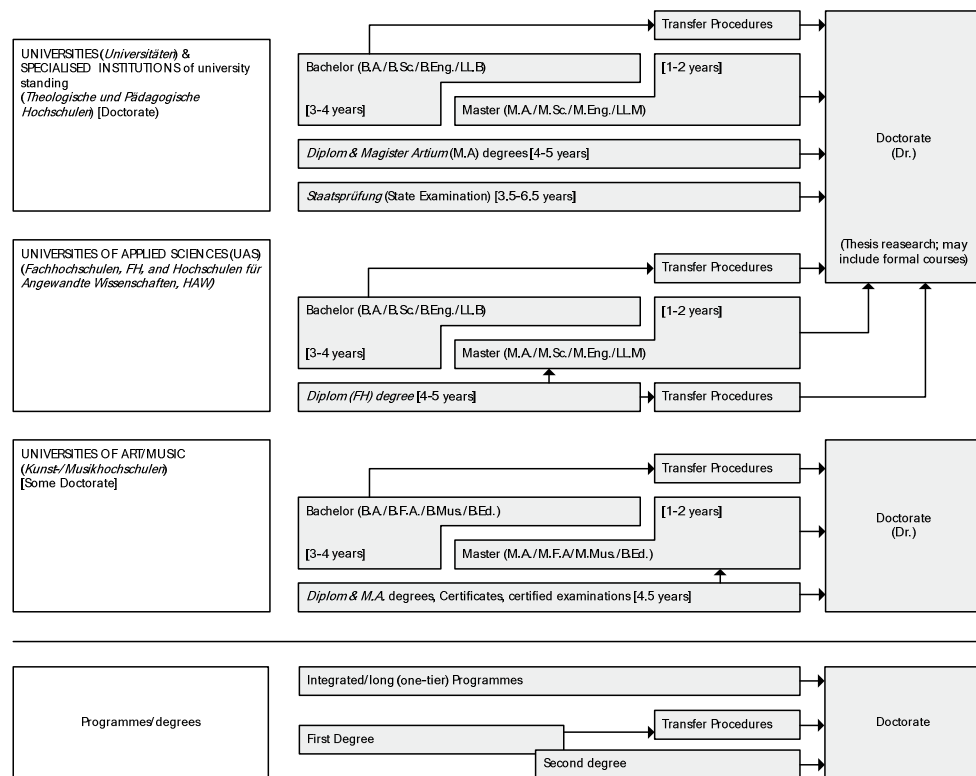 Transfer Procedures
UNIVERSITIES (Universitäten) &
SPECIALISED INSTITUTIONS of university
standing
(Theologische und Pädagogische
Hochschulen) [Doctorate)
Bachelor (B.A./B.Sc./B.Eng./LL.B)
[3-4 years]
[1-2 years]
Master (M.A./M.Sc./M.Eng./LL.M)
Diplom & Magister Artium (M.A) degrees [4-5 years]
Staatsprüfung (State Examination) [3.5-6.5 years]
Doctorate
(Dr.)
(Thesis reasearch; may
include formal courses)
UNIVERSITIES OF APPLIED SCIENCES (UAS)
(Fachhochschulen, FH, and Hochschulen für
Angewandte Wissenschaften, HAW)
Transfer Procedures
Bachelor (B.A./B.Sc./B.Eng./LL.B)
[3-4 years]
[1-2 years]
Master (M.A./M.Sc./M.Eng./LL.M)
Diplom (FH) degree [4-5 years]
Transfer Procedures
UNIVERSITIES OF ART/MUSIC
(Kunst-/Musikhochschulen)
[Some Doctorate]
Transfer Procedures
Bachelor (B.A./B.F.A./B.Mus./B.Ed.)
[3-4 years]
[1-2 years]
Master (M.A./M.F.A/M.Mus./B.Ed.)
Diplom & M.A. degrees, Certificates, certified examinations [4.5 years]
Doctorate
(Dr.)
Programmes/degrees
Integrated/long (one-tier) Programmes
Transfer Procedures
First Degree
Second degree
Doctorate